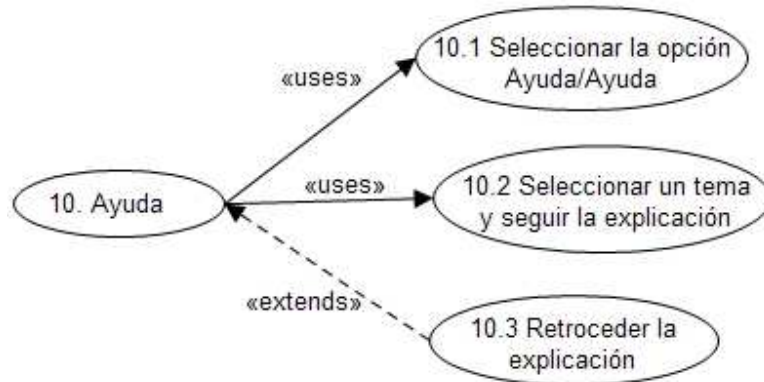 10.1 Seleccionar la opción
Ayuda/Ayuda
«uses»
10. Ayuda
«uses»
10.2 Seleccionar un tema
y seguir la explicación
«extends»
10.3 Retroceder la
explicación